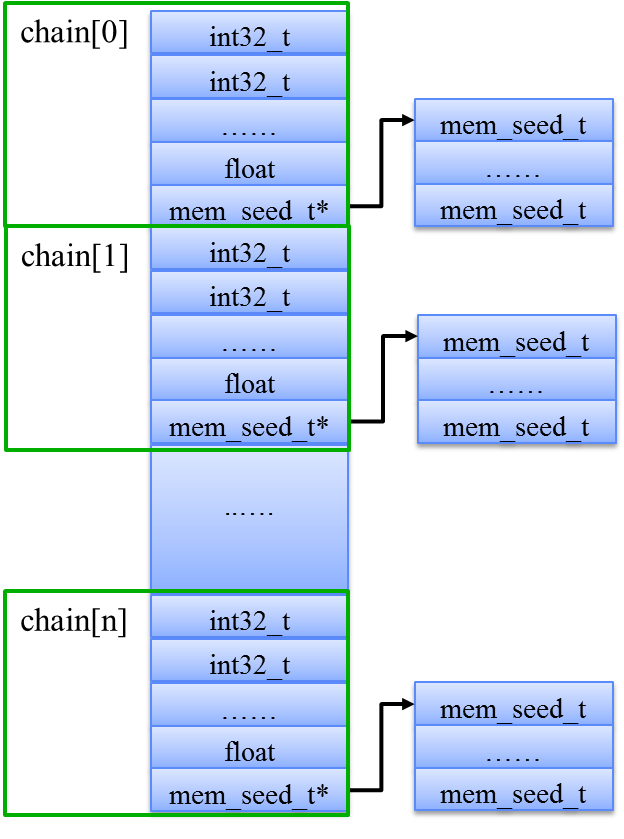 chain[0]
int32_t
int32_t
……
float
mem_seed_t*
mem_seed_t
……
mem_seed_t
chain[1]
int32_t
int32_t
……
float
mem_seed_t*
mem_seed_t
……
mem_seed_t
……
chain[n]
int32_t
int32_t
……
float
mem_seed_t*
mem_seed_t
……
mem_seed_t